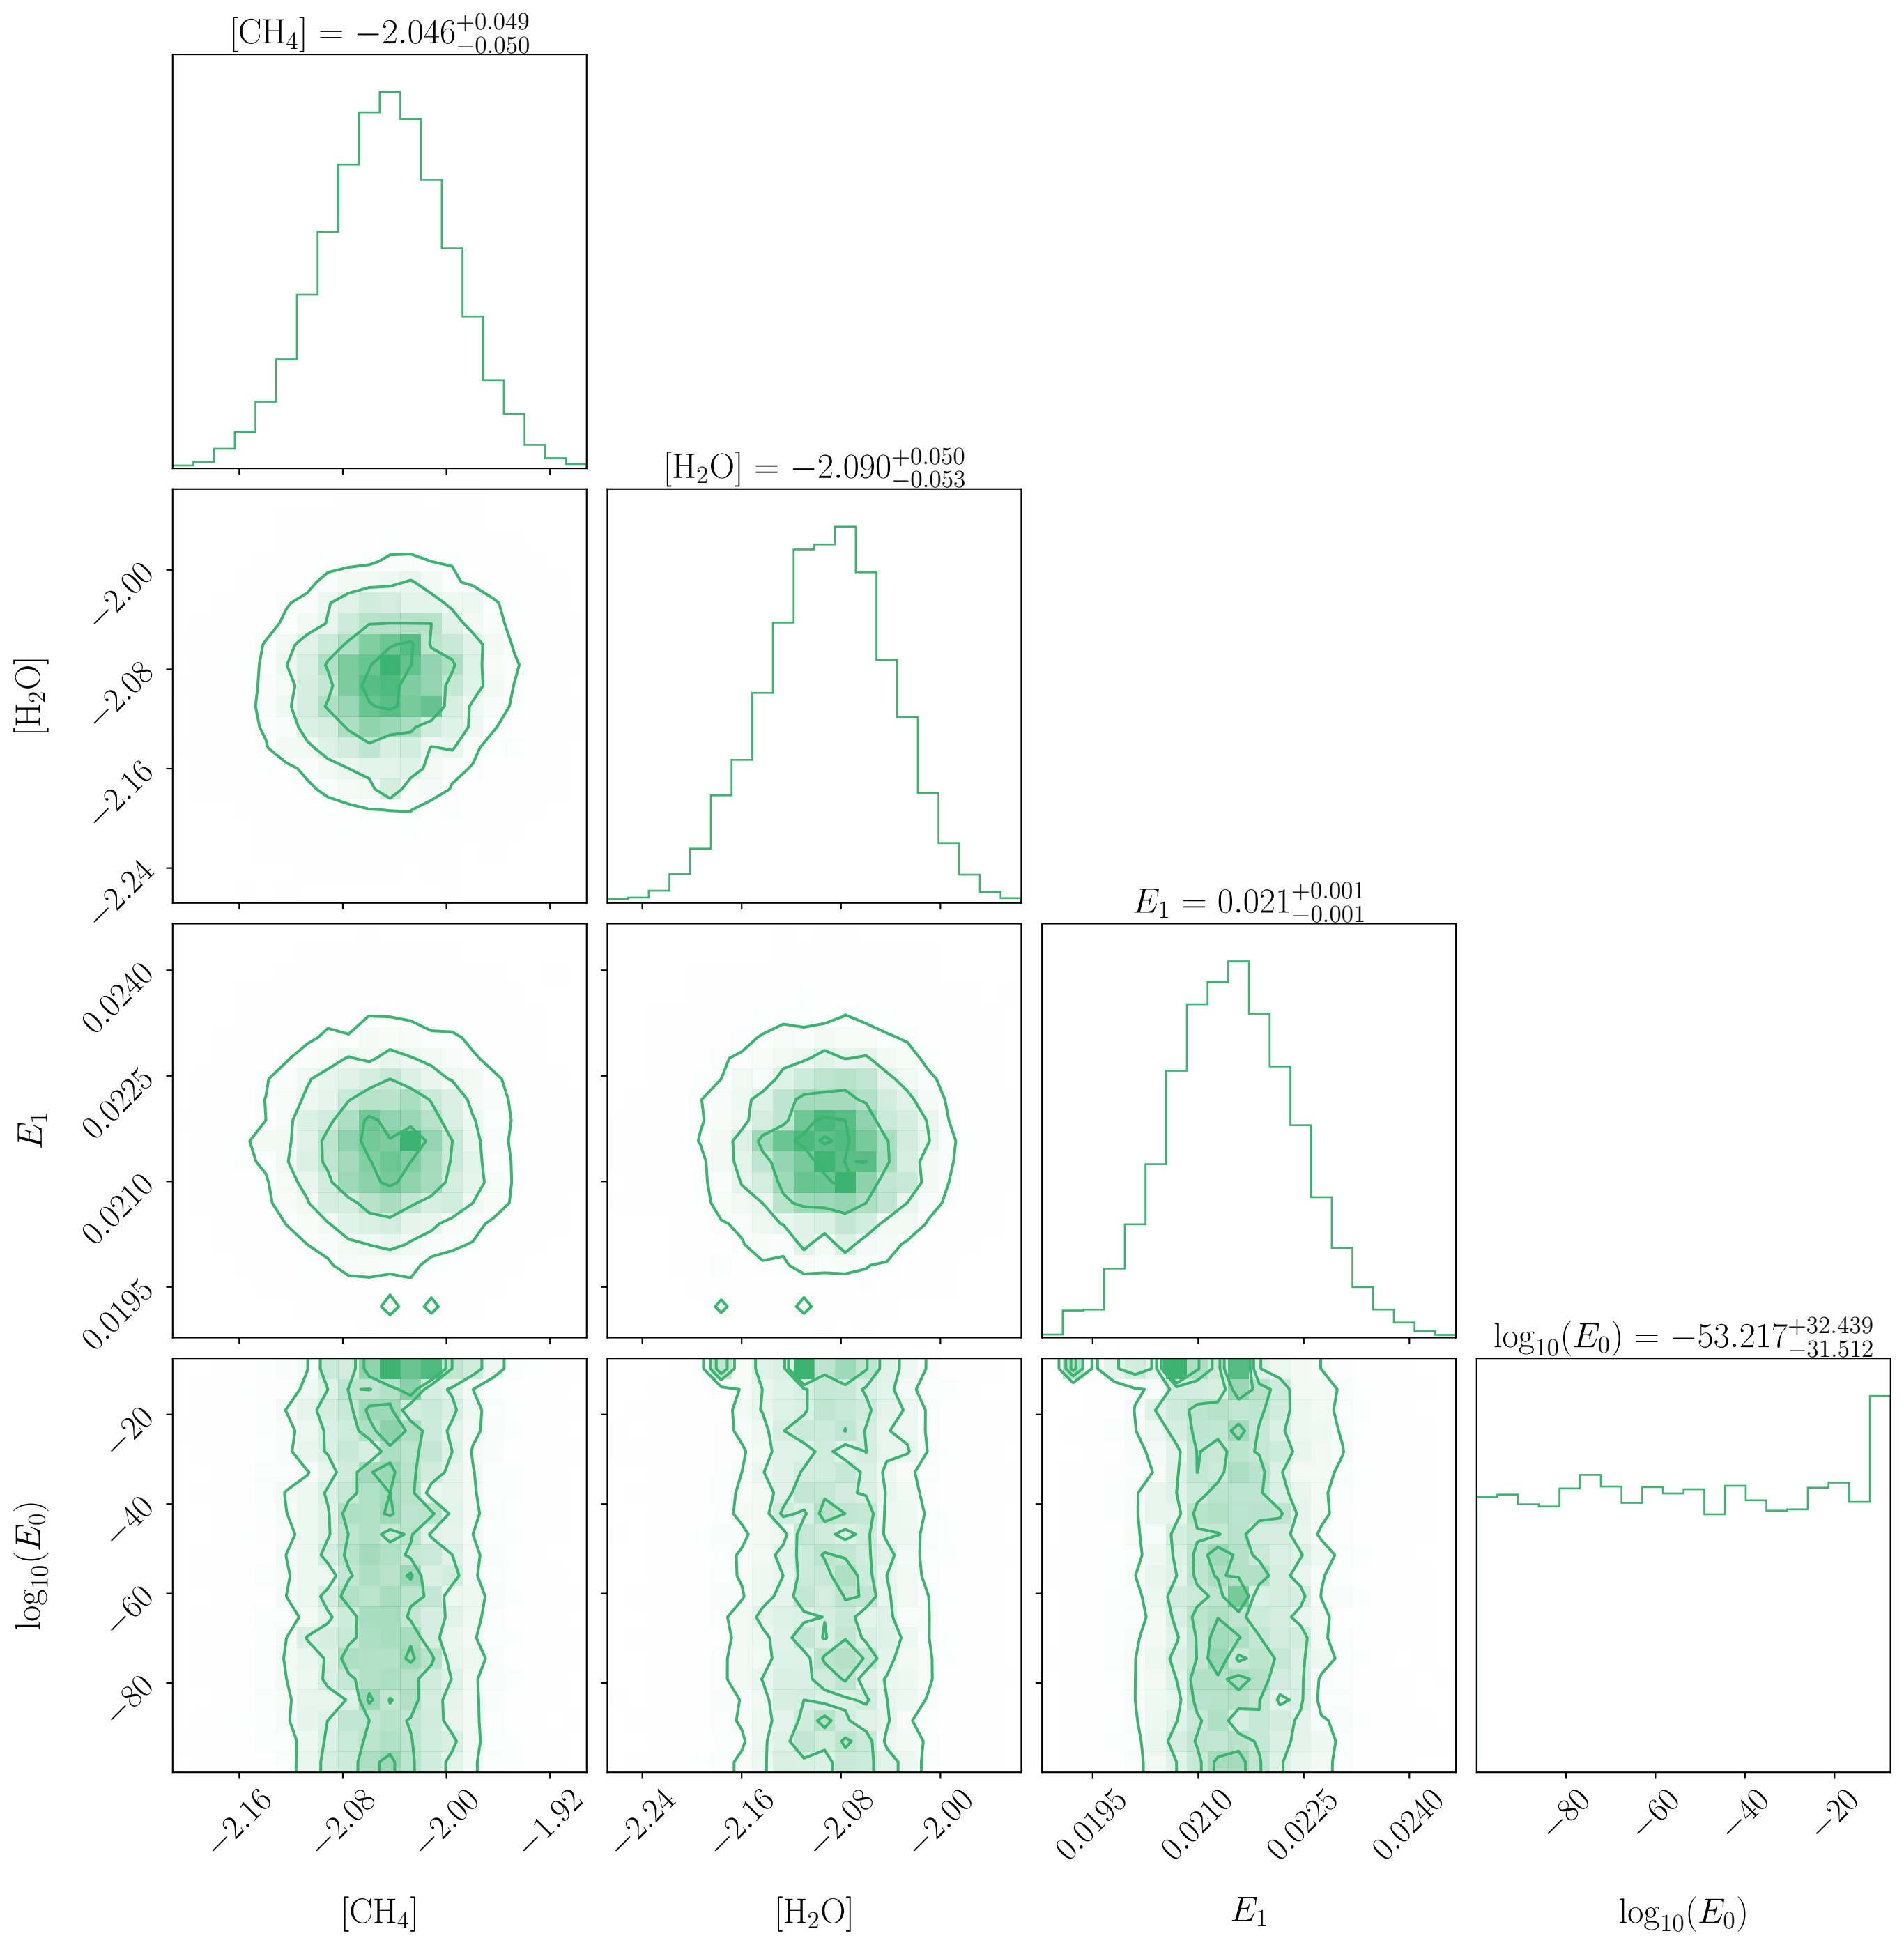 [CH₄] = −2.046⁺⁰·⁰⁴⁹₋₀.₀₅₀
[H₂O] = −2.090⁺⁰·⁰⁵⁰₋₀.₀₅₃
[H₂O]
−2.00
−2.08
−2.16
−2.24
E₁ = 0.021⁺⁰·⁰⁰¹₋₀.₀₀₁
E₁
0.0240
0.0225
0.0210
0.0195
log₁₀(E₀) = −53.217⁺³²·⁴³⁹₋₃₁.₅₁₂
log₁₀(E₀)
−20
−40
−60
−80
−2.16 −2.08 −2.00 −1.92
−2.24 −2.16 −2.08 −2.00
0.0195 0.0210 0.0225 0.0240
−80 −60 −40 −20
[CH₄]
[H₂O]
E₁
log₁₀(E₀)